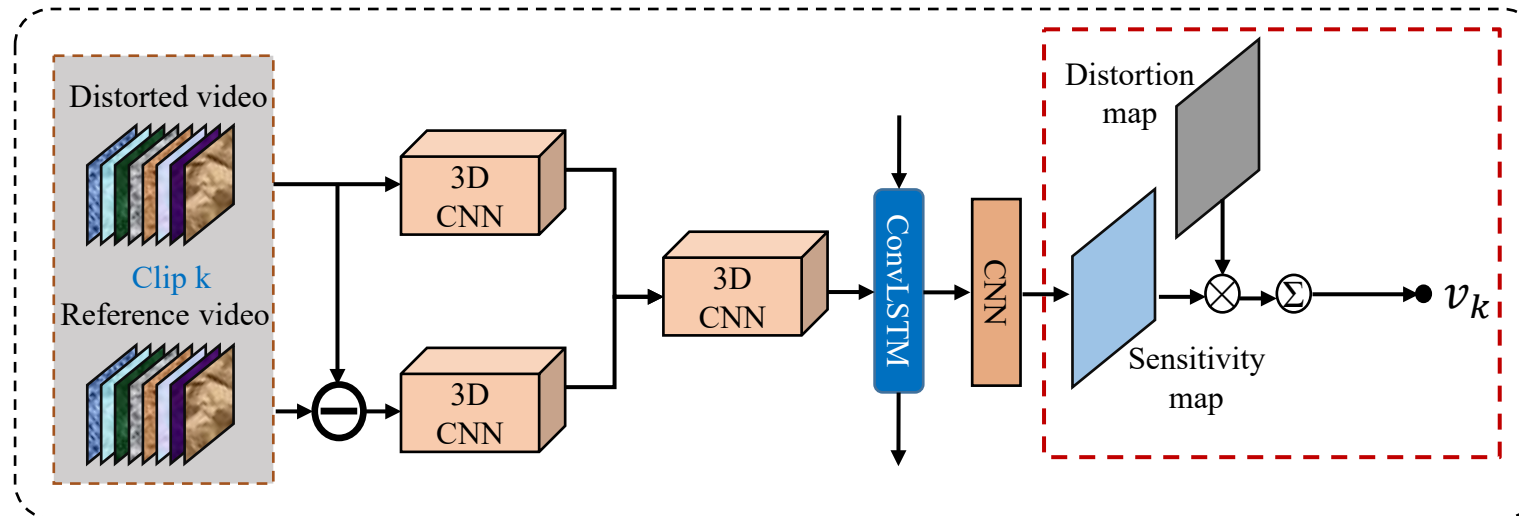 Distorted video
Clip k
Reference video
3D
CNN
3D
CNN
3D
CNN
ConvLSTM
CNN
Distortion
map
Sensitivity
map
Σ
v_k